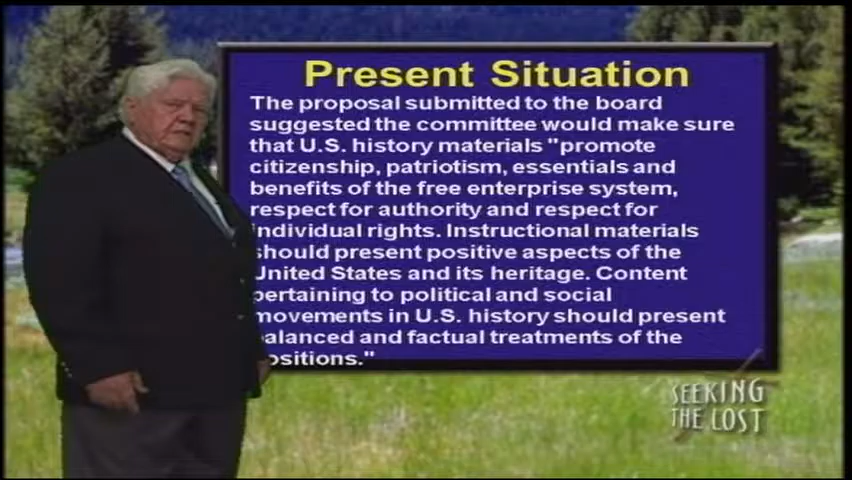 Present Situation
The proposal submitted to the board
suggested the committee would make sure
that U.S. history materials "promote
citizenship, patriotism, essentials and
benefits of the free enterprise system,
respect for authority and respect for
individual rights. Instructional materials
should present positive aspects of the
United States and its heritage. Content
pertaining to political and social
movements in U.S. history should present
balanced and factual treatments of the
positions."
SEEKING
THE LOST